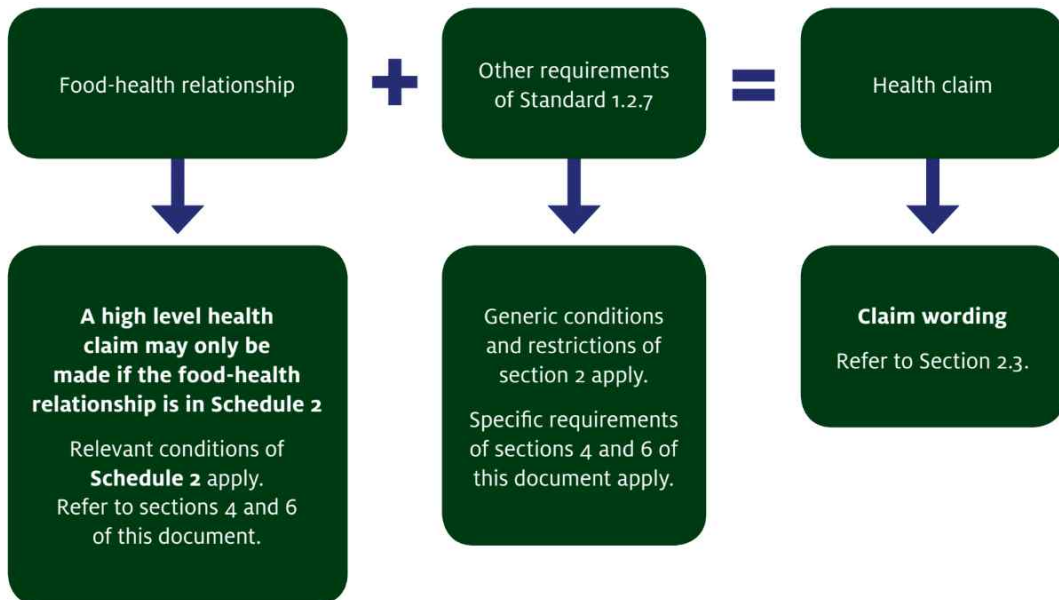 Food-health relationship
+
Other requirements
of Standard 1.2.7
=
Health claim
A high level health
claim may only be
made if the food-health
relationship is in Schedule 2
Relevant conditions of
Schedule 2 apply.
Refer to sections 4 and 6
of this document.
Generic conditions
and restrictions of
section 2 apply.
Specific requirements
of sections 4 and 6 of
this document apply.
Claim wording
Refer to Section 2.3.